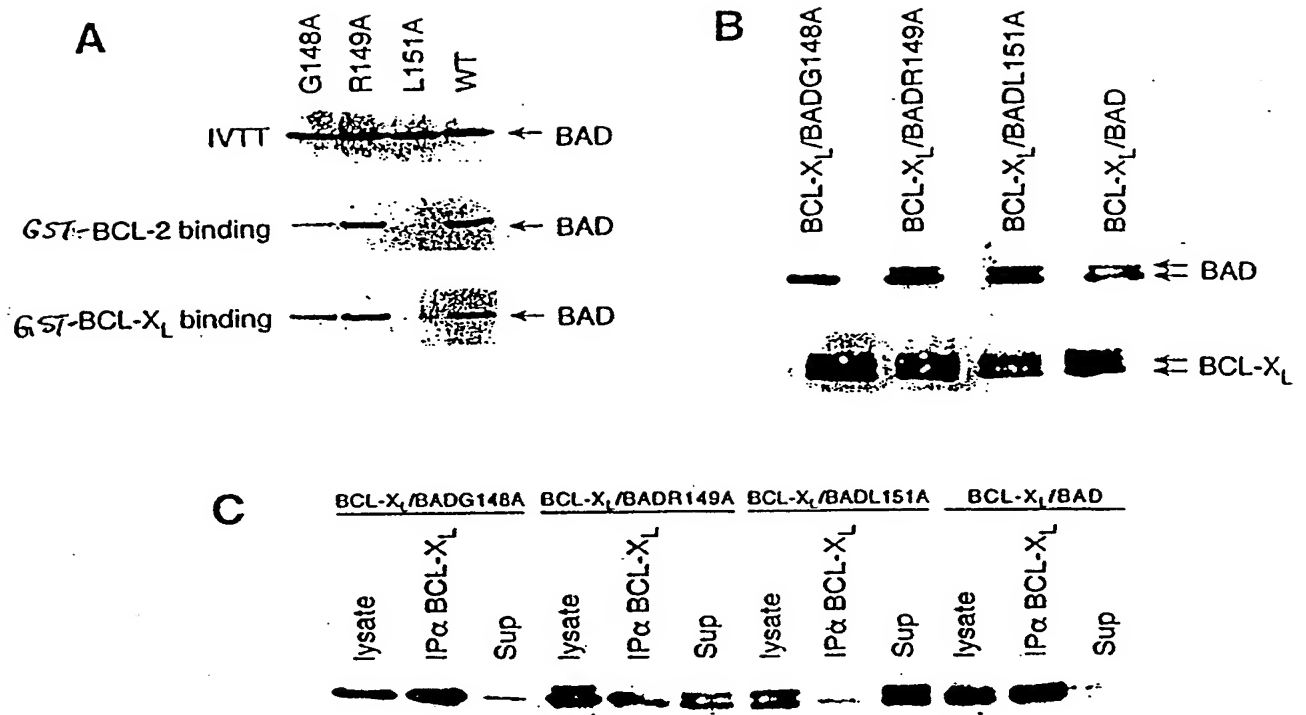 A
G148A
R149A
L151A
WT
IVTT
BAD
GST-BCL-2 binding
BAD
GST-BCL-XL binding
BAD
B
BCL-XL/BADG148A
BCL-XL/BADR149A
BCL-XL/BADL151A
BCL-XL/BAD
BAD
BCL-XL
C
BCL-XL/BADG148A
BCL-XL/BADR149A
BCL-XL/BADL151A
BCL-XL/BAD
lysate
IPα BCL-XL
Sup
lysate
IPα BCL-XL
Sup
lysate
IPα BCL-XL
Sup
lysate
IPα BCL-XL
Sup